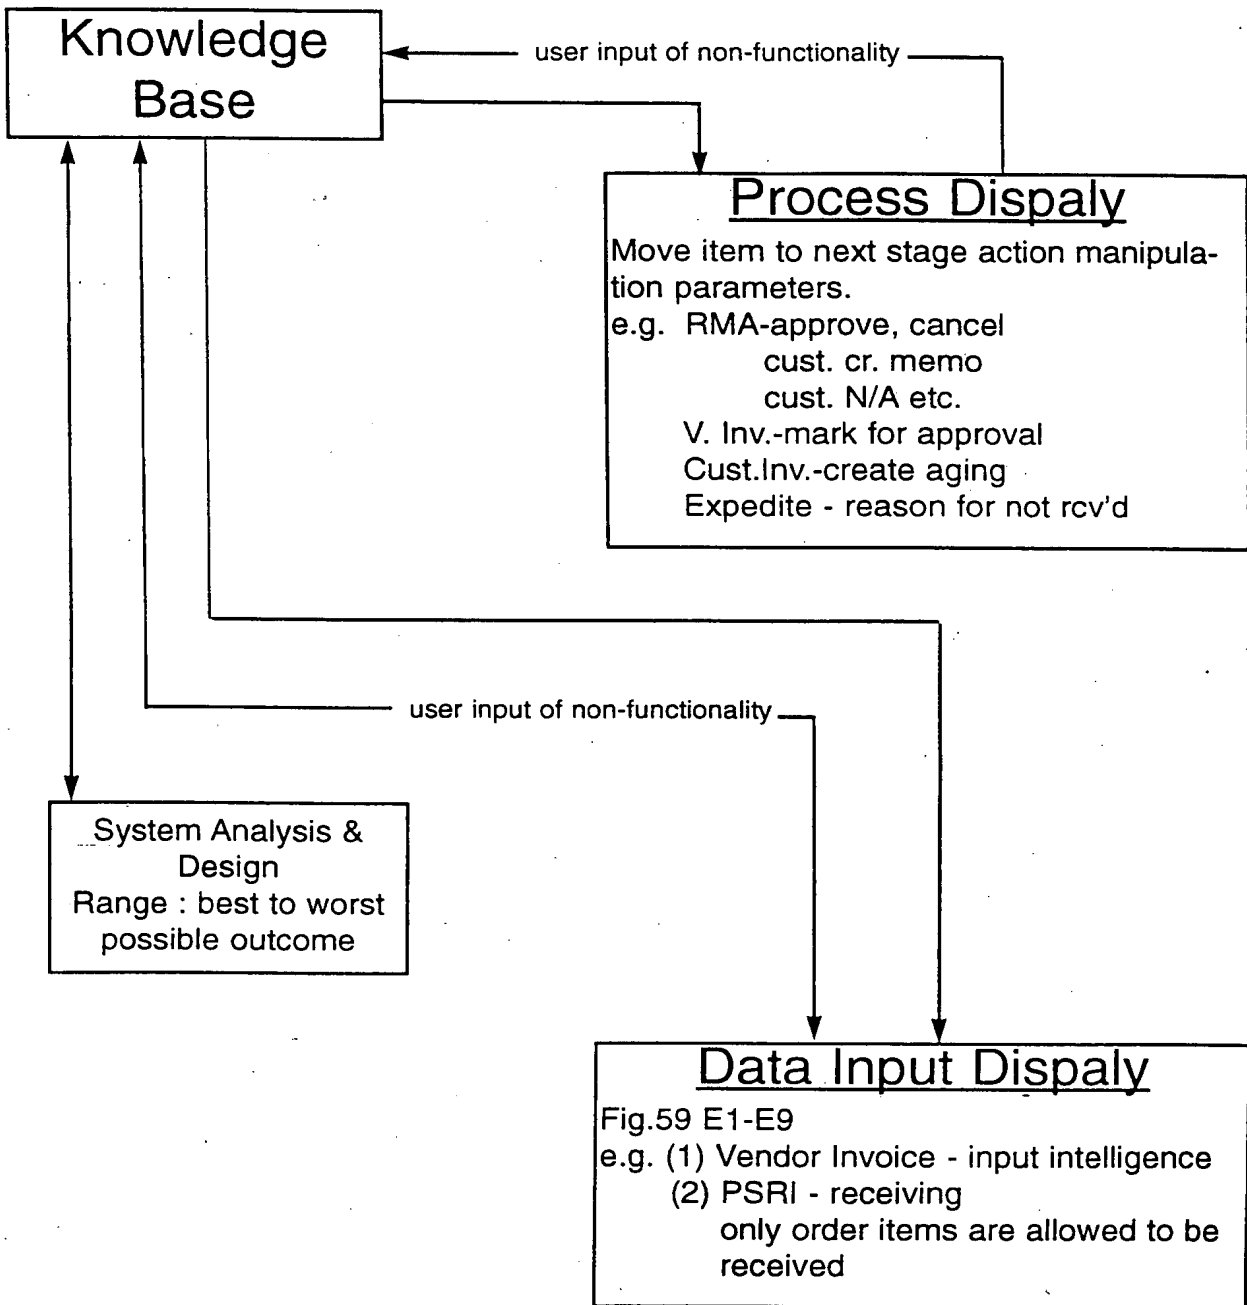 Knowledge
Base
user input of non-functionality
Process Dispaly
Move item to next stage action manipula-
tion parameters.
e.g. RMA-approve, cancel
cust. cr. memo
cust. N/A etc.
V. Inv.-mark for approval
Cust.Inv.-create aging
Expedite - reason for not rcv'd
user input of non-functionality
System Analysis &
Design
Range : best to worst
possible outcome
Data Input Dispaly
Fig.59 E1-E9
e.g. (1) Vendor Invoice - input intelligence
(2) PSRI - receiving
only order items are allowed to be
received